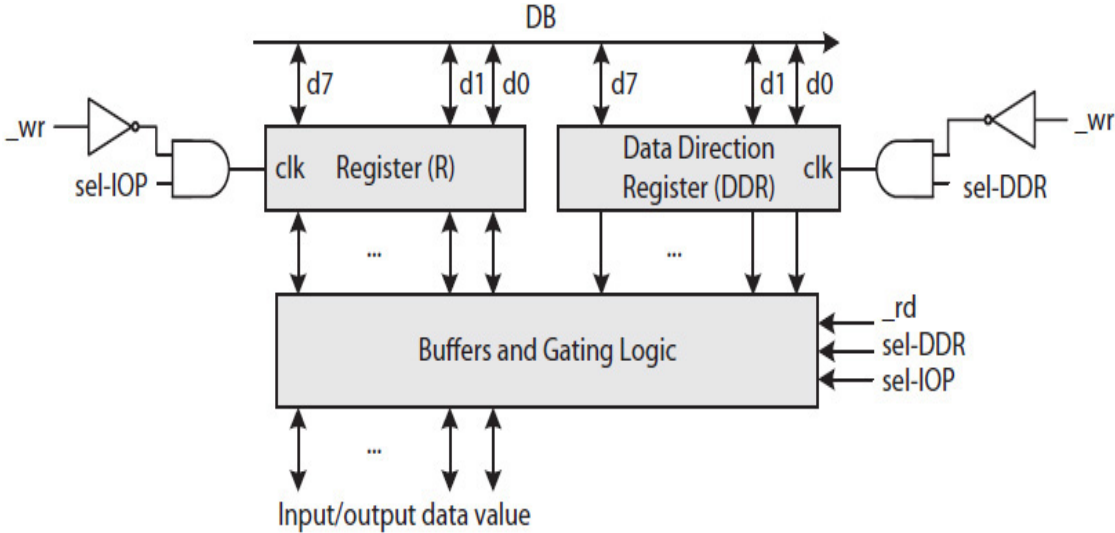 DB
d7 d1 d0 d7 d1 d0
_wr _wr
clk Register (R) Data Direction Register (DDR) clk
sel-IOP sel-DDR
... ...
_rd
Buffers and Gating Logic sel-DDR
sel-IOP
...
Input/output data value